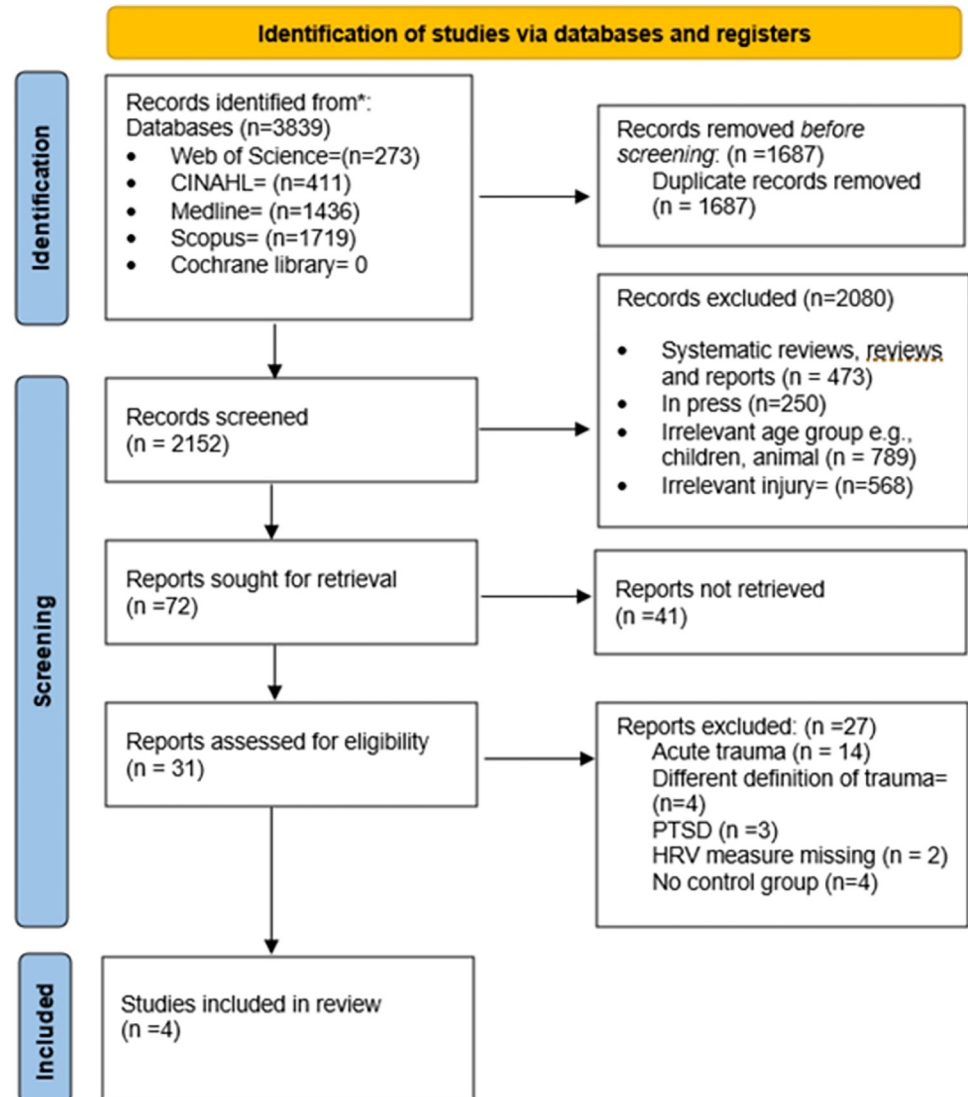 Identification of studies via databases and registers
Identification
Records identified from*:
Databases (n=3839)
• Web of Science=(n=273)
• CINAHL= (n=411)
• Medline= (n=1436)
• Scopus= (n=1719)
• Cochrane library= 0
Records removed before
screening: (n =1687)
Duplicate records removed
(n = 1687)
Screening
Records screened
(n = 2152)
Records excluded (n=2080)
• Systematic reviews, reviews
and reports (n = 473)
• In press (n=250)
• Irrelevant age group e.g.,
children, animal (n = 789)
• Irrelevant injury= (n=568)
Reports sought for retrieval
(n =72)
Reports not retrieved
(n =41)
Reports assessed for eligibility
(n = 31)
Reports excluded: (n =27)
Acute trauma (n = 14)
Different definition of trauma=
(n=4)
PTSD (n =3)
HRV measure missing (n = 2)
No control group (n=4)
Included
Studies included in review
(n =4)